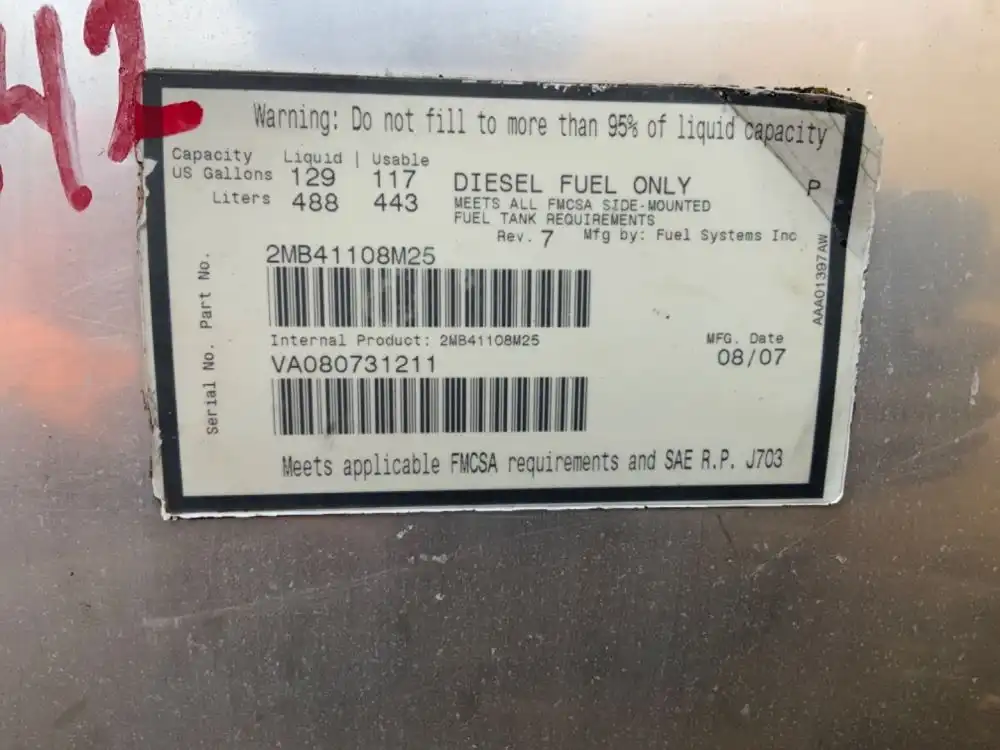 42
Warning: Do not fill to more than 95% of liquid capacity
Capacity Liquid | Usable
US Gallons 129 117
Liters 488 443
DIESEL FUEL ONLY
MEETS ALL FMCSA SIDE-MOUNTED
FUEL TANK REQUIREMENTS
Rev. 7 Mfg by: Fuel Systems Inc
P
AAA01397AW
Part No.
2MB41108M25
Internal Product: 2MB41108M25
Serial No.
VA080731211
MFG. Date
08/07
Meets applicable FMCSA requirements and SAE R.P. J703